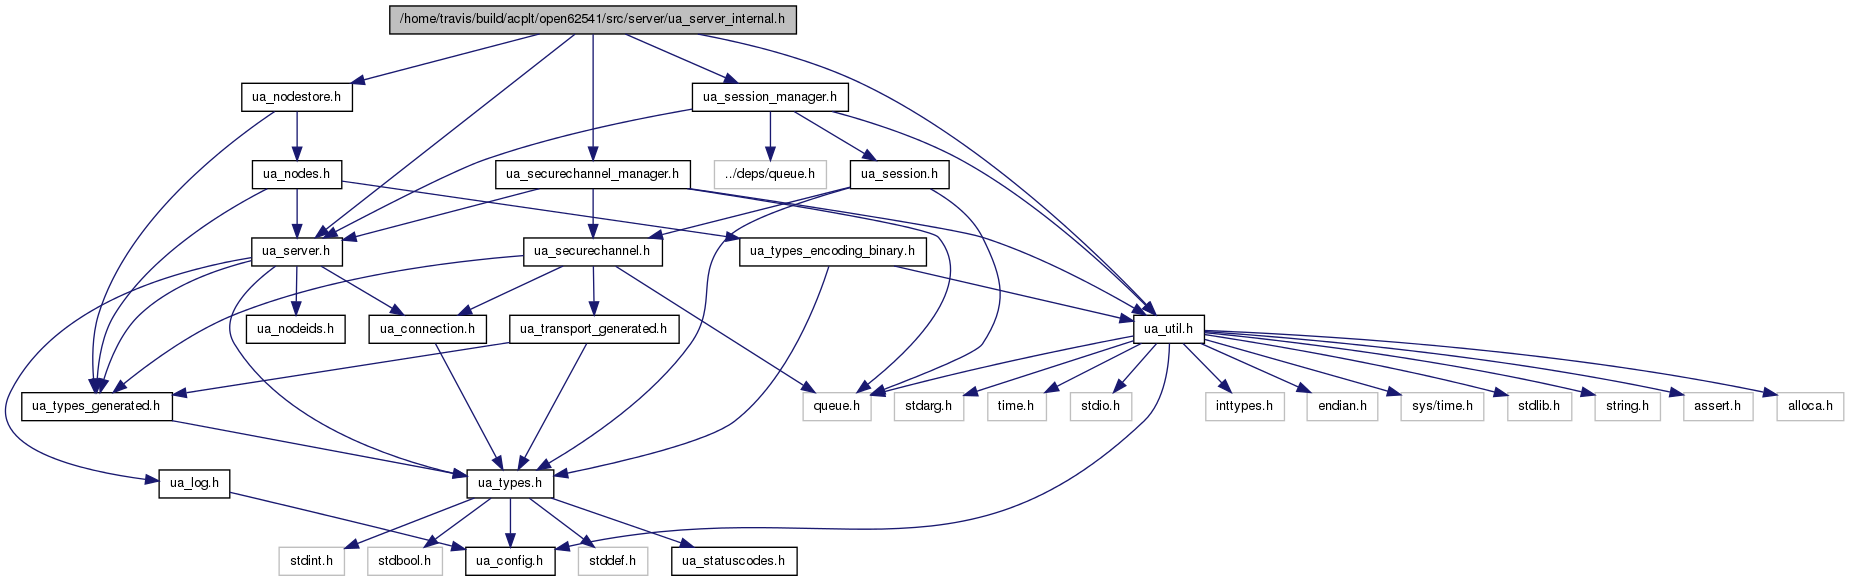 /home/travis/build/acplt/open62541/src/server/ua_server_internal.h
ua_nodestore.h
ua_session_manager.h
ua_nodes.h
ua_securechannel_manager.h
../deps/queue.h
ua_session.h
ua_server.h
ua_securechannel.h
ua_types_encoding_binary.h
ua_nodeids.h
ua_connection.h
ua_transport_generated.h
ua_util.h
ua_types_generated.h
queue.h
stdarg.h
time.h
stdio.h
inttypes.h
endian.h
sys/time.h
stdlib.h
string.h
assert.h
alloca.h
ua_log.h
ua_types.h
stdint.h
stdbool.h
ua_config.h
stddef.h
ua_statuscodes.h